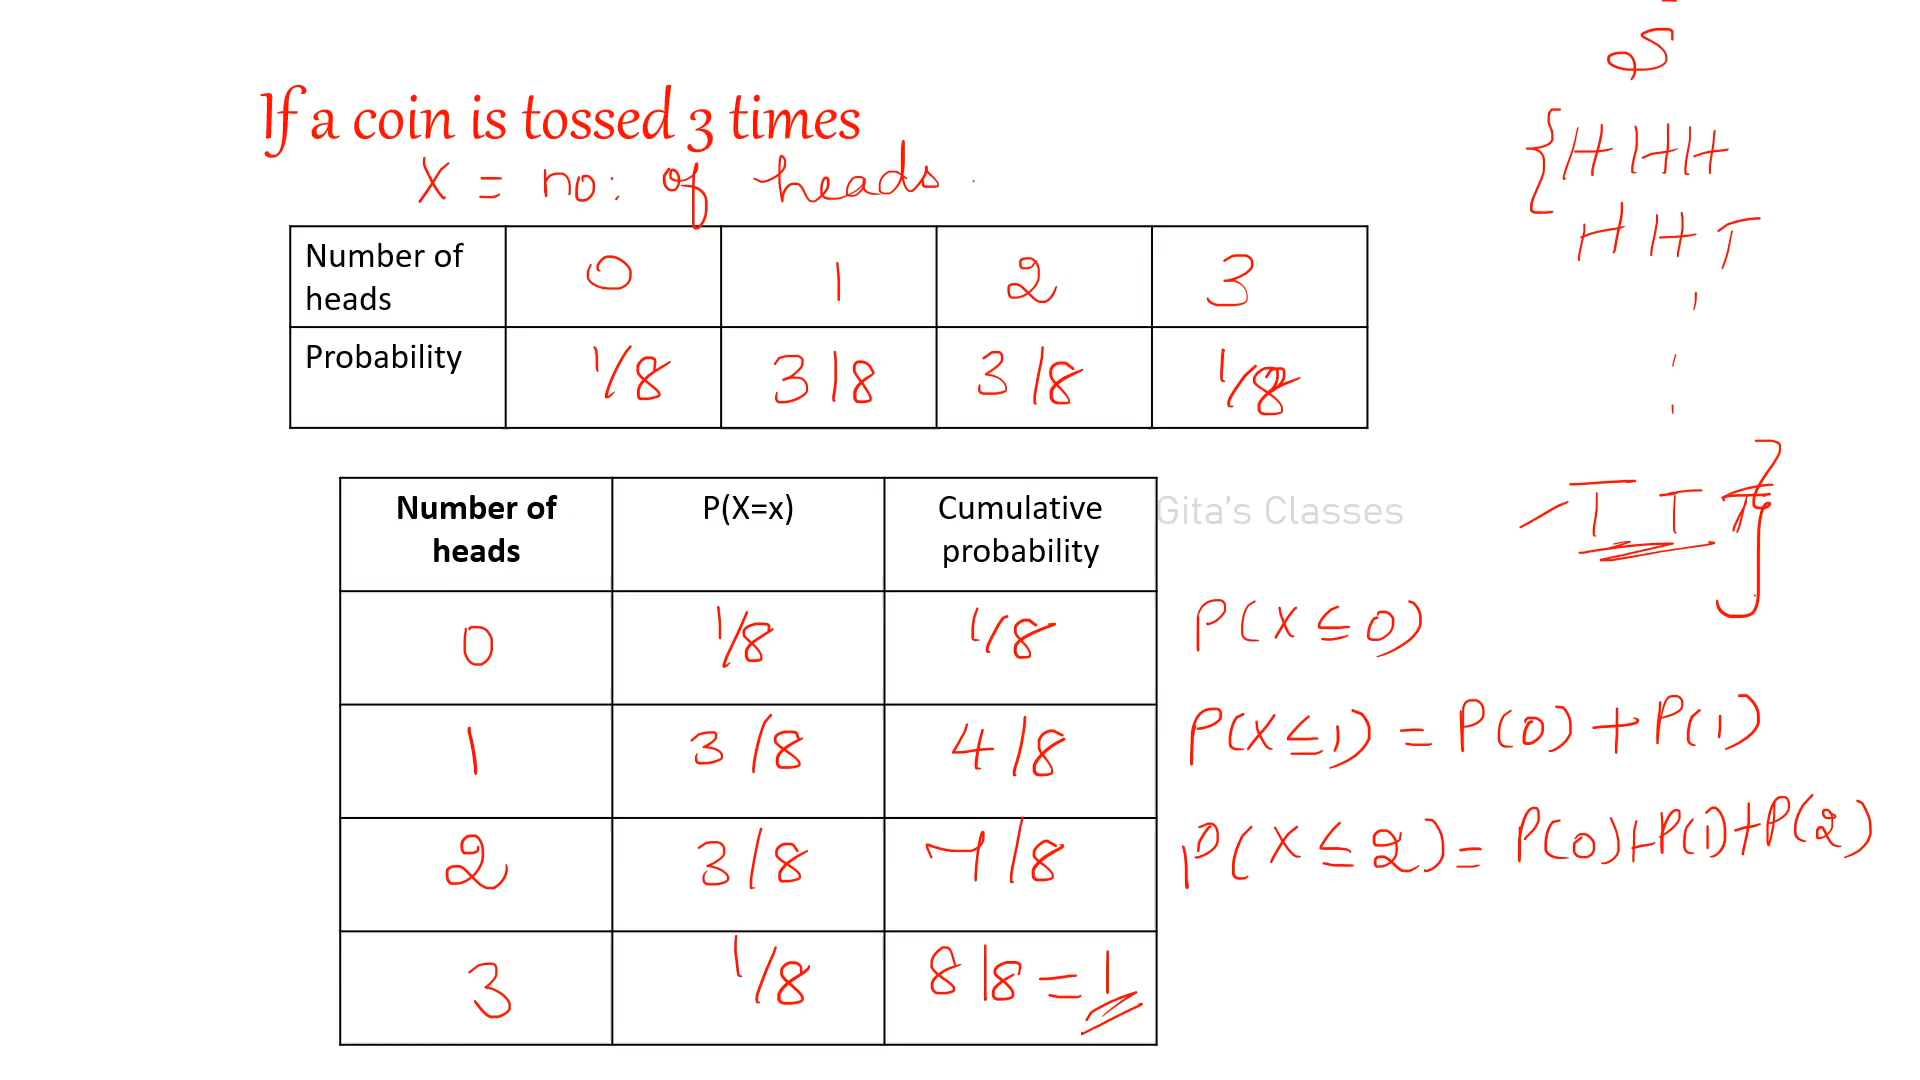 If a coin is tossed 3 times
X = no: of heads.
Number of heads 0 1 2 3
Probability 1/8 3/8 3/8 1/8
Number of heads P(X=x) Cumulative probability
0 1/8 1/8
1 3/8 4/8
2 3/8 7/8
3 1/8 8/8 = 1
Gita's Classes
S
{HHH
HHT
TTT}
P(X ≤ 0)
P(X ≤ 1) = P(0) + P(1)
P(X ≤ 2) = P(0)+P(1)+P(2)